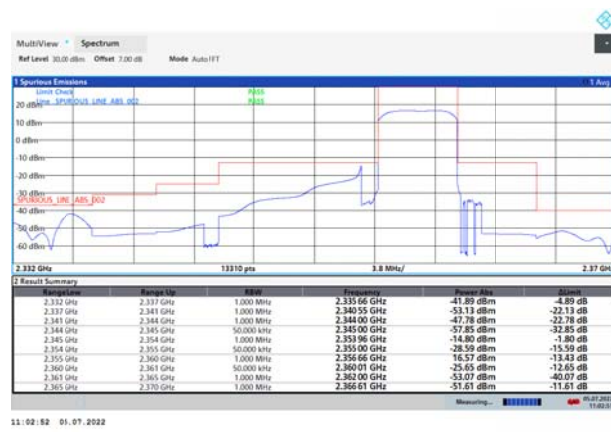 MultiView Spectrum
Ref Level 30.00 dBm Offset 7.00 dB Mode Auto FFT
1 Spurious Emissions 1 Avg
Limit Check PASS
Line _SPURIOUS_LINE_ABS_002 PASS
20 dBm
10 dBm
0 dBm
-10 dBm
-20 dBm
-30 dBm
_SPURIOUS_LINE_ABS_002
-40 dBm
-50 dBm
-60 dBm
2.332 GHz 13310 pts 3.8 MHz/ 2.37 GHz
2 Result Summary
Range Low Range Up RBW Frequency Power Abs ΔLimit
2.332 GHz 2.337 GHz 1.000 MHz 2.335 66 GHz -41.89 dBm -4.89 dB
2.337 GHz 2.341 GHz 1.000 MHz 2.340 55 GHz -53.13 dBm -22.13 dB
2.341 GHz 2.344 GHz 1.000 MHz 2.344 00 GHz -47.78 dBm -22.78 dB
2.344 GHz 2.345 GHz 50.000 kHz 2.345 00 GHz -57.85 dBm -32.85 dB
2.345 GHz 2.354 GHz 1.000 MHz 2.353 96 GHz -14.80 dBm -1.80 dB
2.354 GHz 2.355 GHz 50.000 kHz 2.355 00 GHz -28.59 dBm -15.59 dB
2.355 GHz 2.360 GHz 1.000 MHz 2.356 66 GHz 16.57 dBm -13.43 dB
2.360 GHz 2.361 GHz 50.000 kHz 2.360 01 GHz -25.65 dBm -12.65 dB
2.361 GHz 2.365 GHz 1.000 MHz 2.362 00 GHz -53.07 dBm -40.07 dB
2.365 GHz 2.370 GHz 1.000 MHz 2.366 61 GHz -51.61 dBm -11.61 dB
Measuring...
11:02:52 05.07.2022